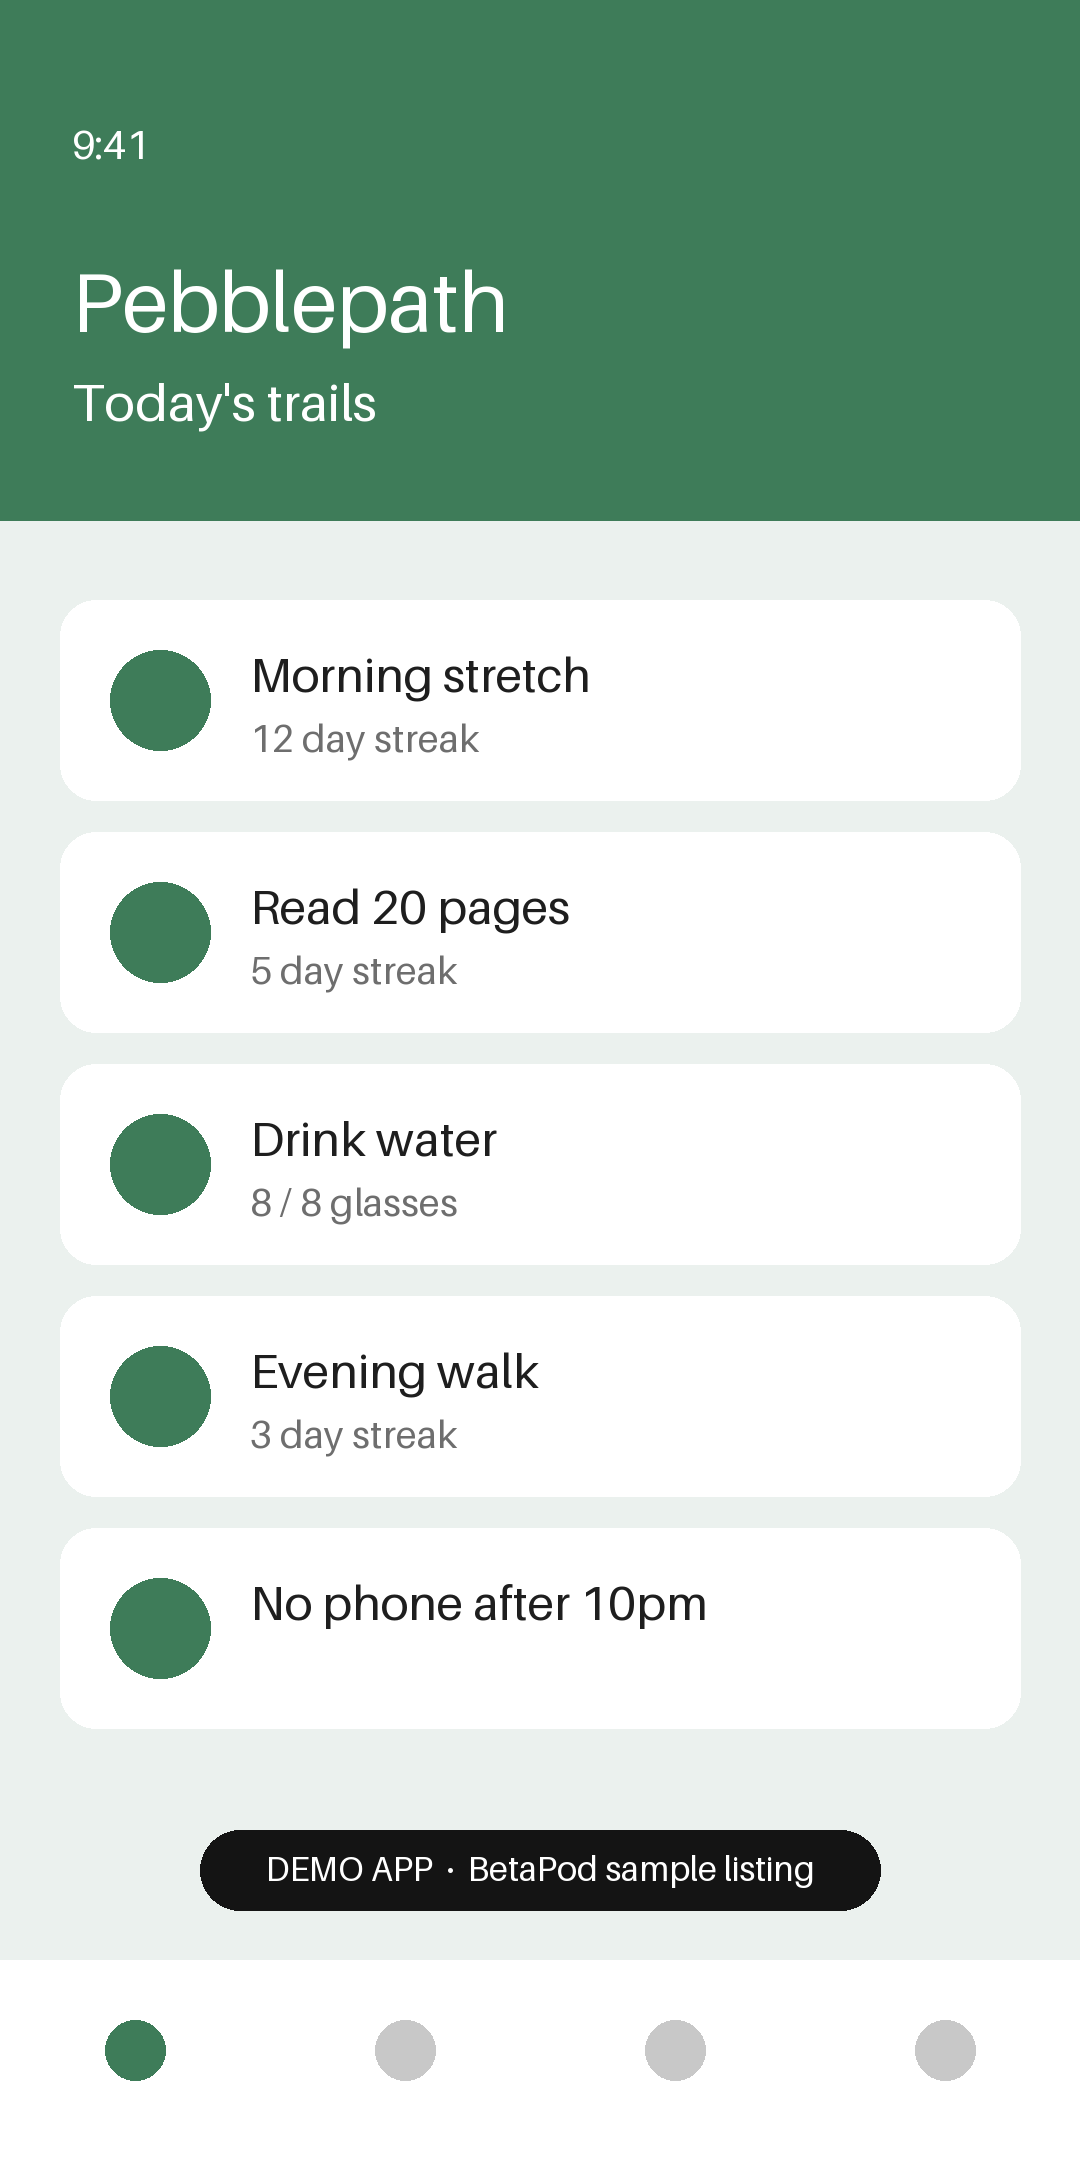 9:41
Pebblepath
Today's trails
Morning stretch
12 day streak
Read 20 pages
5 day streak
Drink water
8 / 8 glasses
Evening walk
3 day streak
No phone after 10pm
DEMO APP · BetaPod sample listing